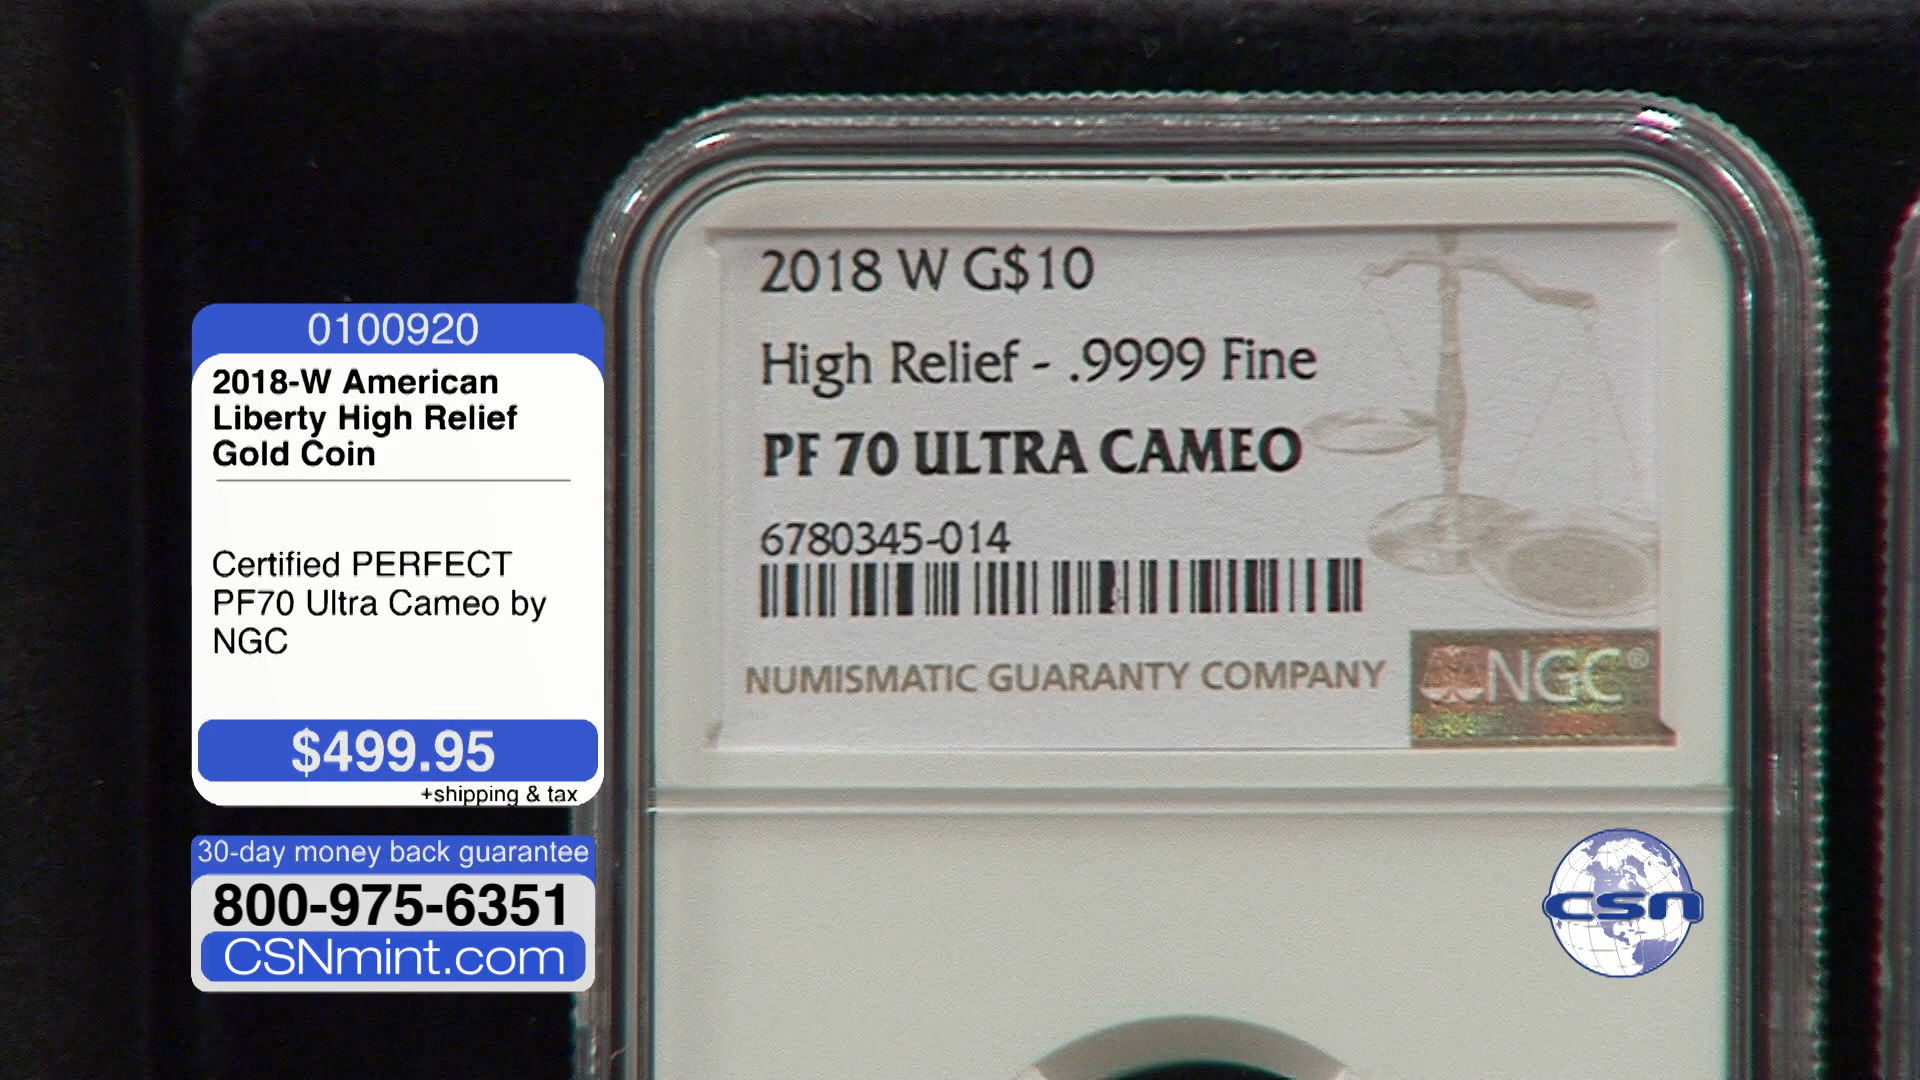 0100920
2018-W American
Liberty High Relief
Gold Coin
Certified PERFECT
PF70 Ultra Cameo by
NGC
$499.95
+shipping & tax
30-day money back guarantee
800-975-6351
CSNmint.com
2018 W G$10
High Relief - .9999 Fine
PF 70 ULTRA CAMEO
6780345-014
NUMISMATIC GUARANTY COMPANY
NGC®
csn